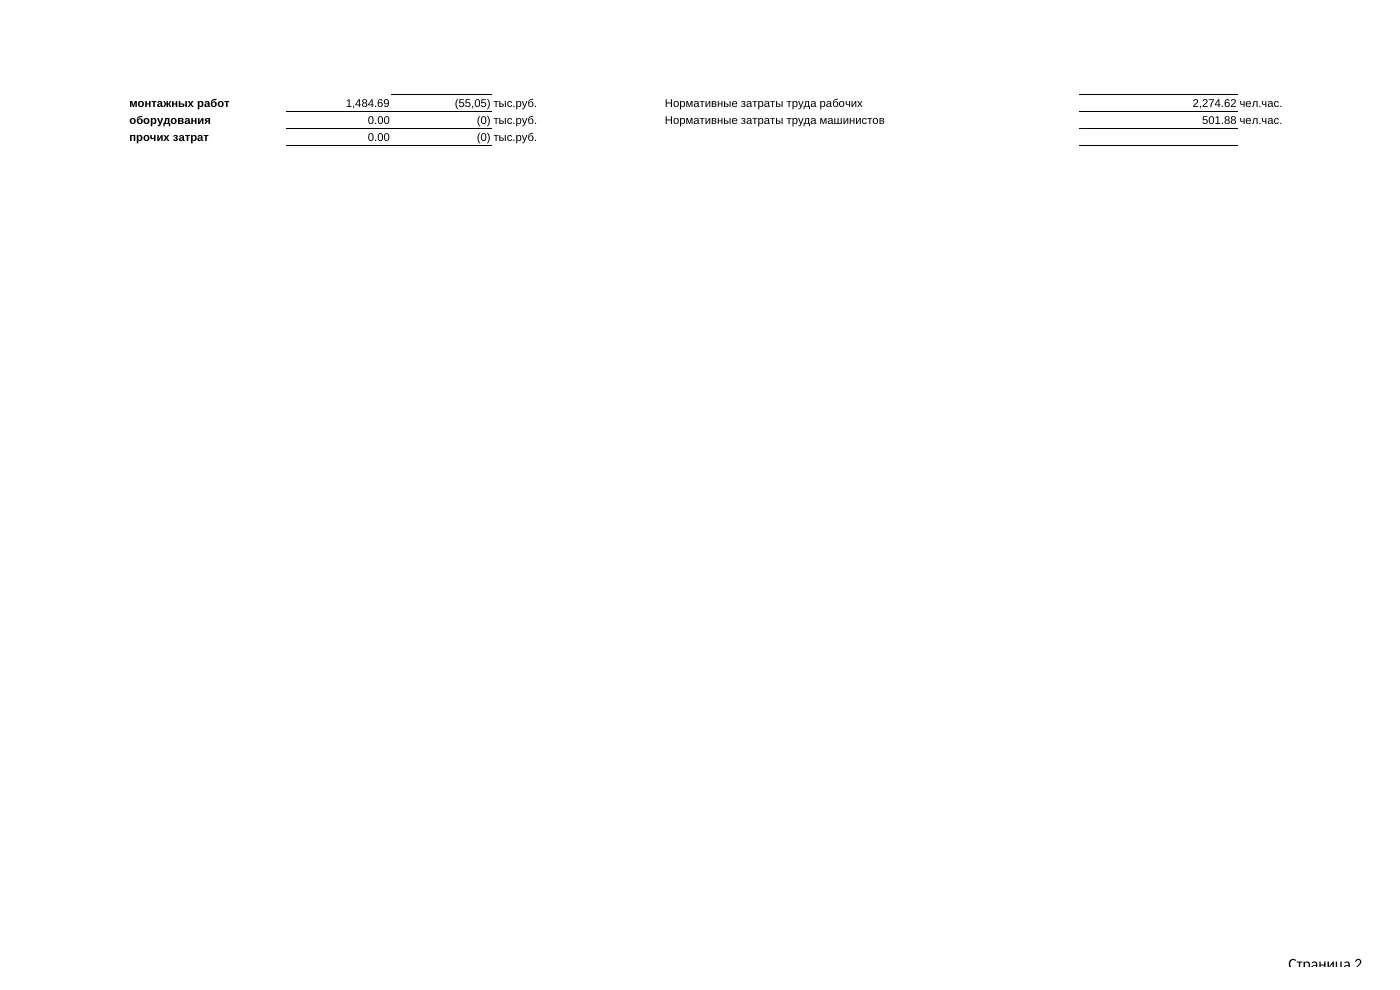 монтажных работ 1,484.69 (55,05) тыс.руб. Нормативные затраты труда рабочих 2,274.62 чел.час.
оборудования 0.00 (0) тыс.руб. Нормативные затраты труда машинистов 501.88 чел.час.
прочих затрат 0.00 (0) тыс.руб.
Страница 2